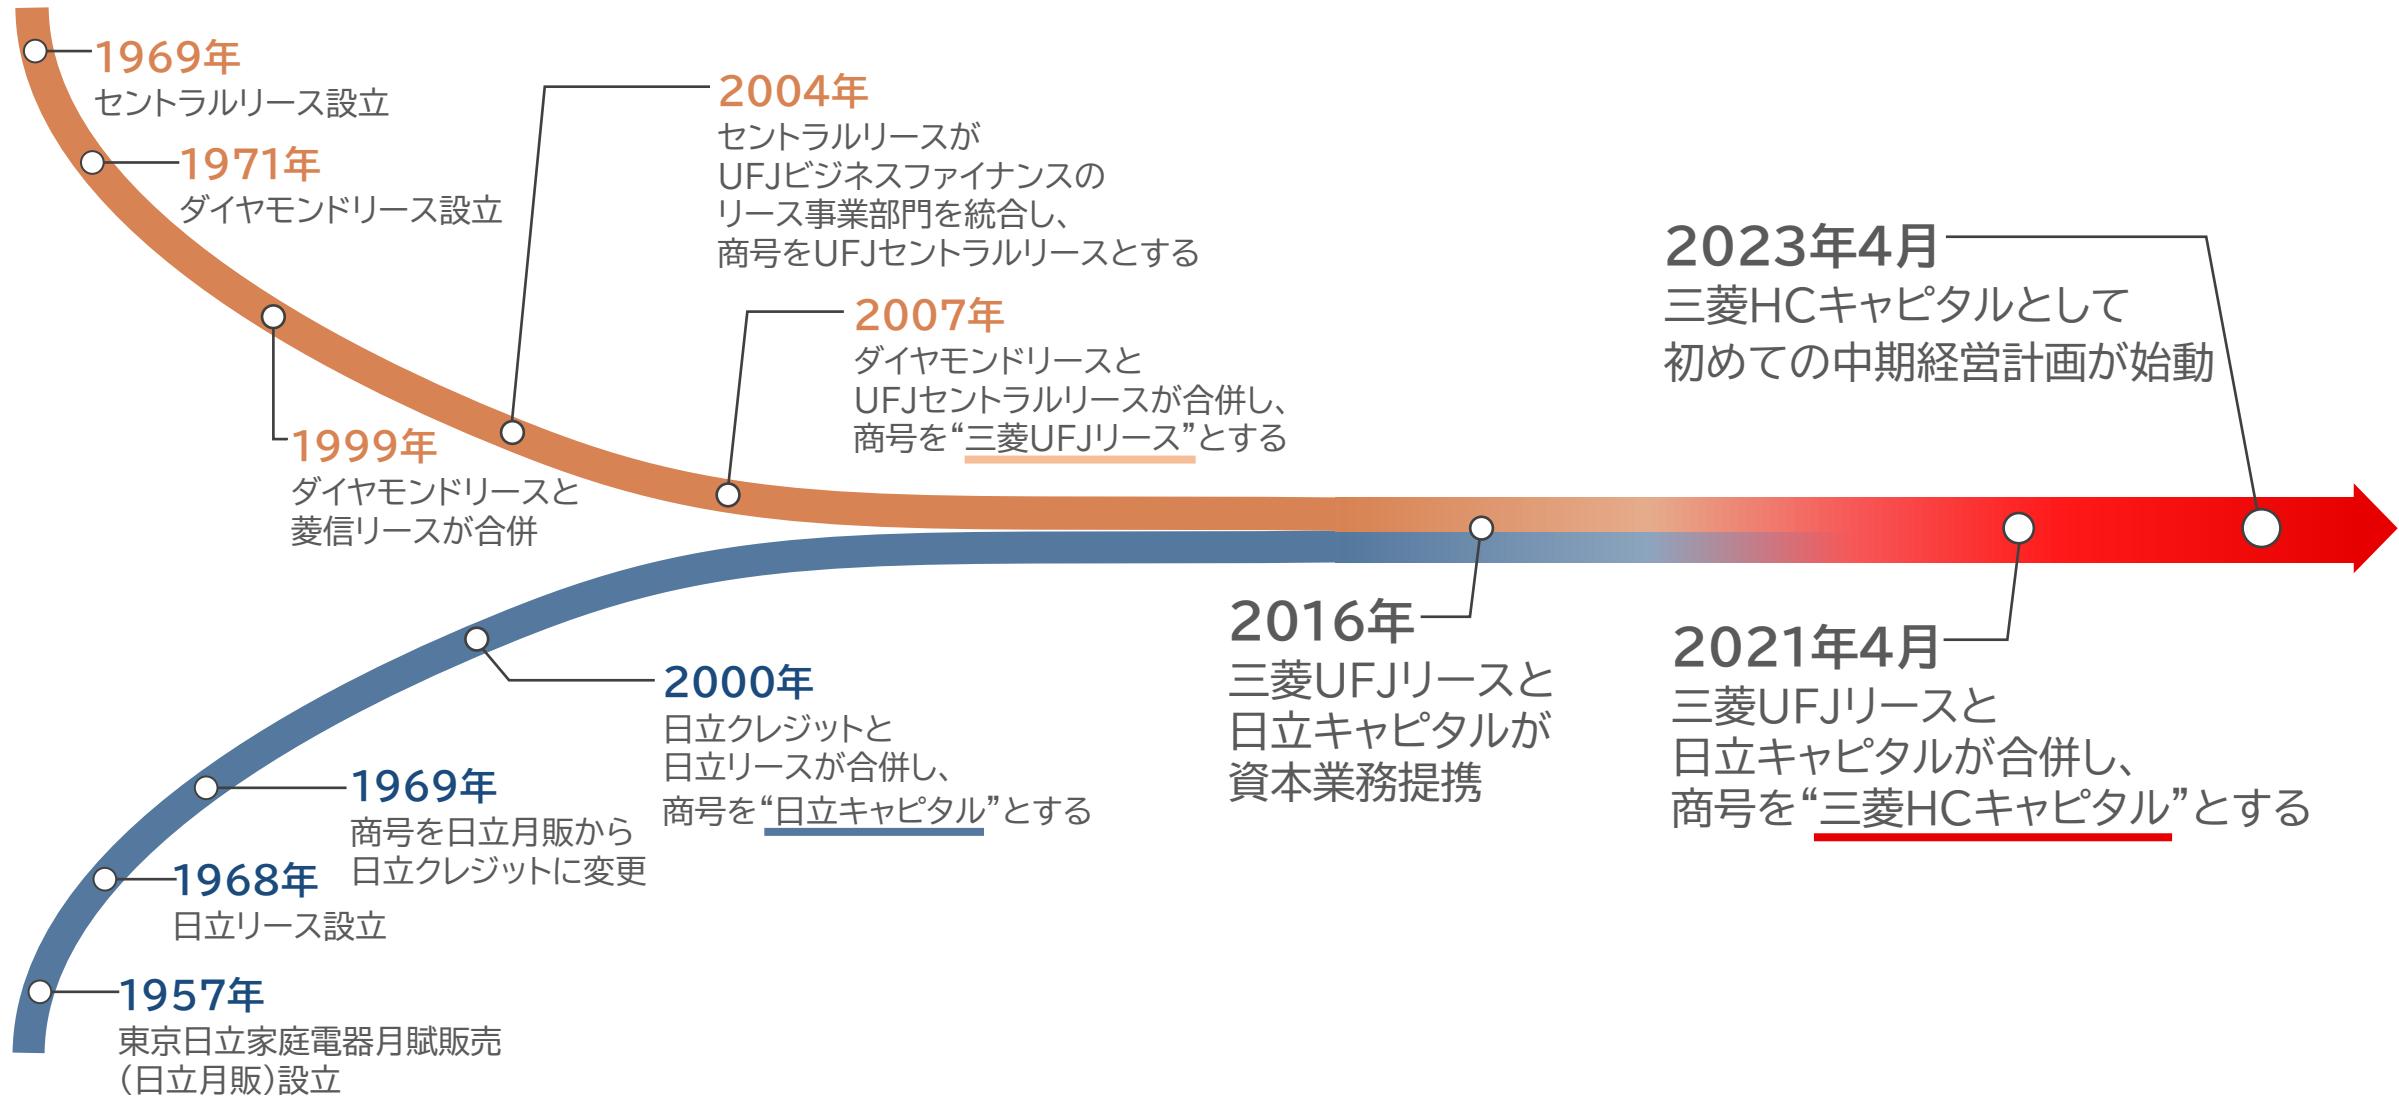 1969年
セントラルリース設立
1971年
ダイヤモンドリース設立
1999年
ダイヤモンドリースと
菱信リースが合併
2004年
セントラルリースが
UFJビジネスファイナンスの
リース事業部門を統合し、
商号をUFJセントラルリースとする
2007年
ダイヤモンドリースと
UFJセントラルリースが合併し、
商号を“三菱UFJリース”とする
1957年
東京日立家庭電器月賦販売
(日立月販)設立
1968年
日立リース設立
1969年
商号を日立月販から
日立クレジットに変更
2000年
日立クレジットと
日立リースが合併し、
商号を“日立キャピタル”とする
2016年
三菱UFJリースと
日立キャピタルが
資本業務提携
2021年4月
三菱UFJリースと
日立キャピタルが合併し、
商号を“三菱HCキャピタル”とする
2023年4月
三菱HCキャピタルとして
初めての中期経営計画が始動